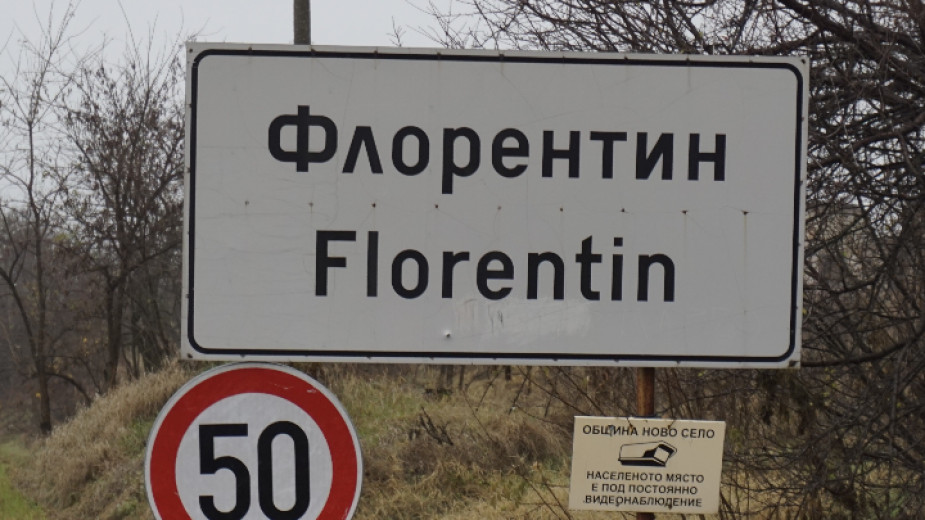 Флорентин
Florentin
50
ОБЩИНА НОВО СЕЛО
НАСЕЛЕНОТО МЯСТО
Е ПОД ПОСТОЯННО
ВИДЕОНАБЛЮДЕНИЕ